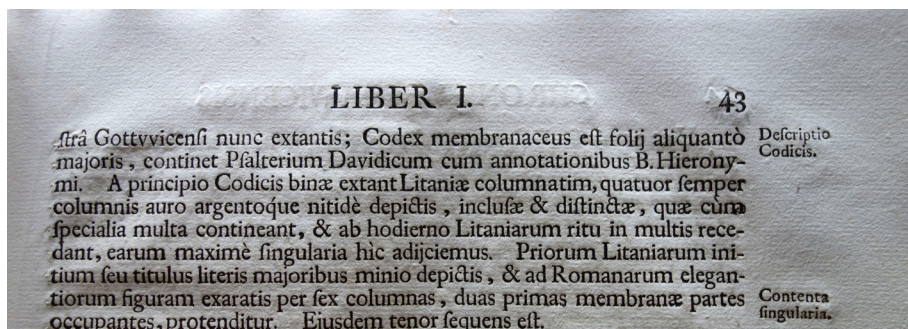 LIBER I.
43
ſtrâ Gottvvicenſi nunc extantis; Codex membranaceus eſt folij aliquantò
Deſcriptio
majoris, continet Pſalterium Davidicum cum annotationibus B. Hierony-
Codicis.
mi. A principio Codicis binæ extant Litaniæ columnatim, quatuor ſemper
columnis auro argentoque nitidè depictis, incluſæ & diſtinctæ, quæ cùm
ſpecialia multa contineant, & ab hodierno Litaniarum ritu in multis rece-
dant, earum maximè ſingularia hìc adijciemus. Priorum Litaniarum ini-
tium ſeu titulus literis majoribus minio depictis, & ad Romanarum elegan-
tiorum figuram exaratis per ſex columnas, duas primas membranæ partes
Contenta
ſingularia.
occupantes, protenditur. Ejusdem tenor ſequens eſt.